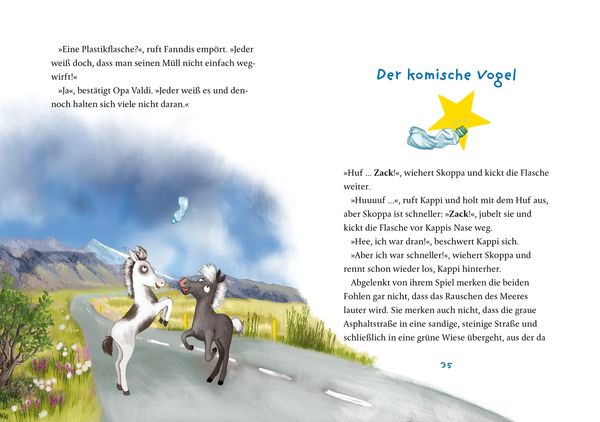 »Eine Plastikflasche?«, ruft Fanndis empört. »Jeder
weiß doch, dass man seinen Müll nicht einfach weg-
wirft!«
»Ja«, bestätigt Opa Valdi. »Jeder weiß es und den-
noch halten sich viele nicht daran.«
Der komische Vogel
»Huf ... Zack!«, wiehert Skoppa und kickt die Flasche
weiter.
»Huuuuf ...«, ruft Kappi und holt mit dem Huf aus,
aber Skoppa ist schneller: »Zack!«, jubelt sie und
kickt die Flasche vor Kappis Nase weg.
»Hee, ich war dran!«, beschwert Kappi sich.
»Aber ich war schneller!«, wiehert Skoppa und
rennt schon wieder los, Kappi hinterher.
Abgelenkt von ihrem Spiel merken die beiden
Fohlen gar nicht, dass das Rauschen des Meeres
lauter wird. Sie merken auch nicht, dass die graue
Asphaltstraße in eine sandige, steinige Straße und
schließlich in eine grüne Wiese übergeht, aus der da
35